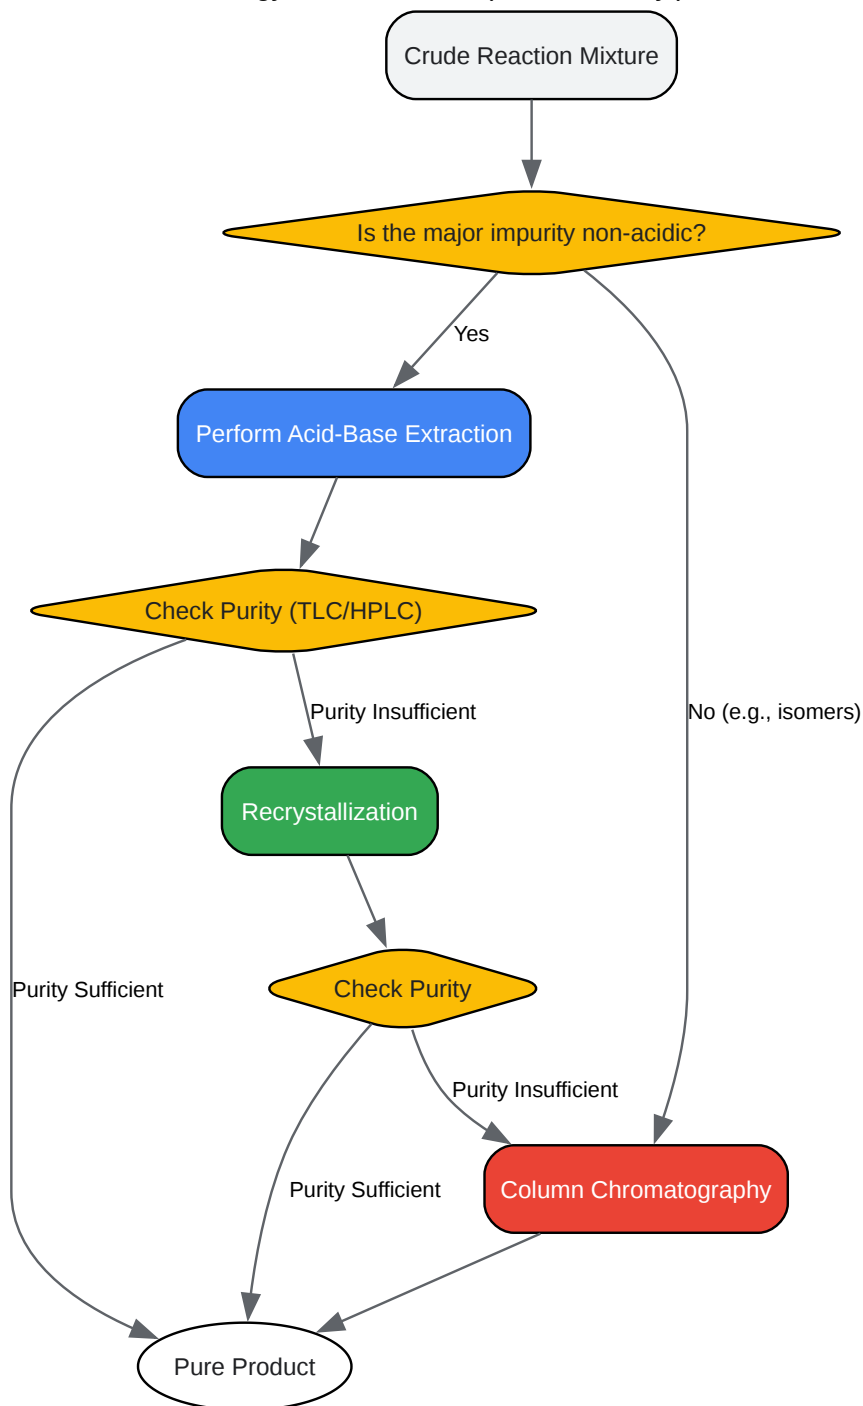 Crude Reaction Mixture
Is the major impurity non-acidic?
Yes
Perform Acid-Base Extraction
Check Purity (TLC/HPLC)
Purity Insufficient
No (e.g., isomers)
Recrystallization
Purity Sufficient
Check Purity
Purity Insufficient
Purity Sufficient
Column Chromatography
Pure Product